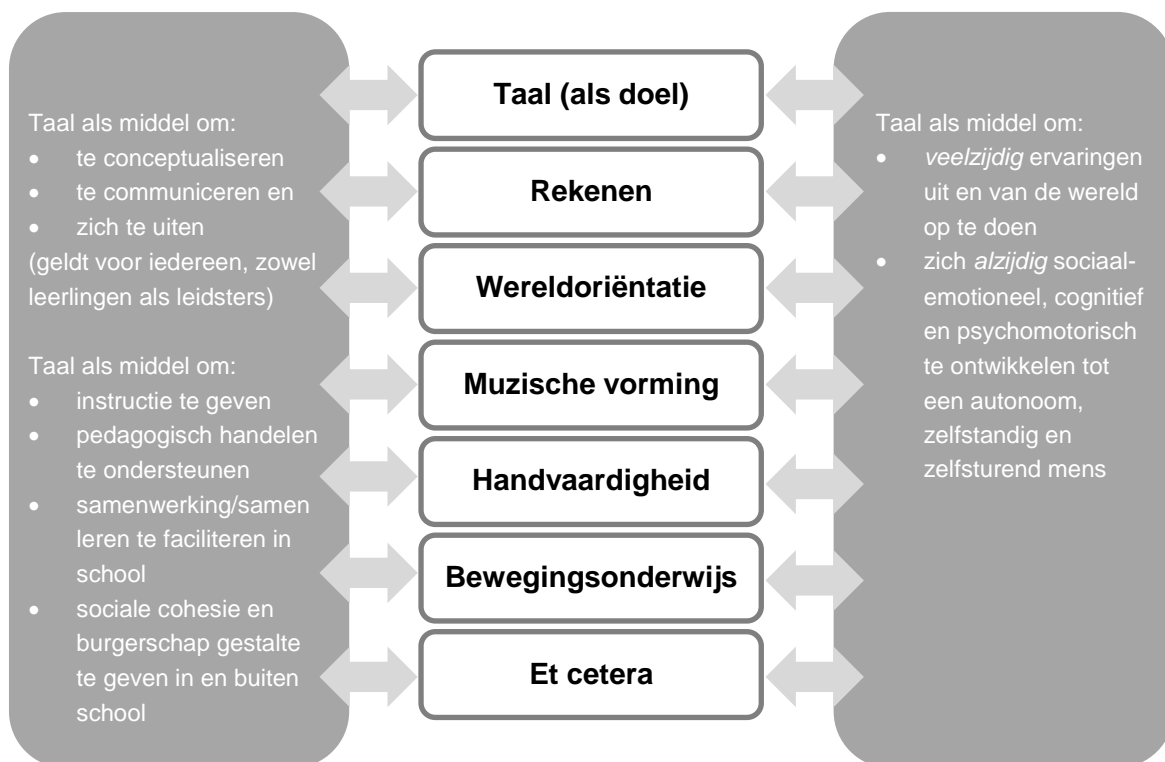 Taal als middel om:
• te conceptualiseren
• te communiceren en
• zich te uiten
(geldt voor iedereen, zowel
leerlingen als leidsters)
Taal als middel om:
• instructie te geven
• pedagogisch handelen
te ondersteunen
• samenwerking/samen
leren te faciliteren in
school
• sociale cohesie en
burgerschap gestalte
te geven in en buiten
school
Taal (als doel)
Rekenen
Wereldoriëntatie
Muzische vorming
Handvaardigheid
Bewegingsonderwijs
Et cetera
Taal als middel om:
• veelzijdig ervaringen
uit en van de wereld
op te doen
• zich alzijdig sociaal-
emotioneel, cognitief
en psychomotorisch
te ontwikkelen tot
een autonoom,
zelfstandig en
zelfsturend mens